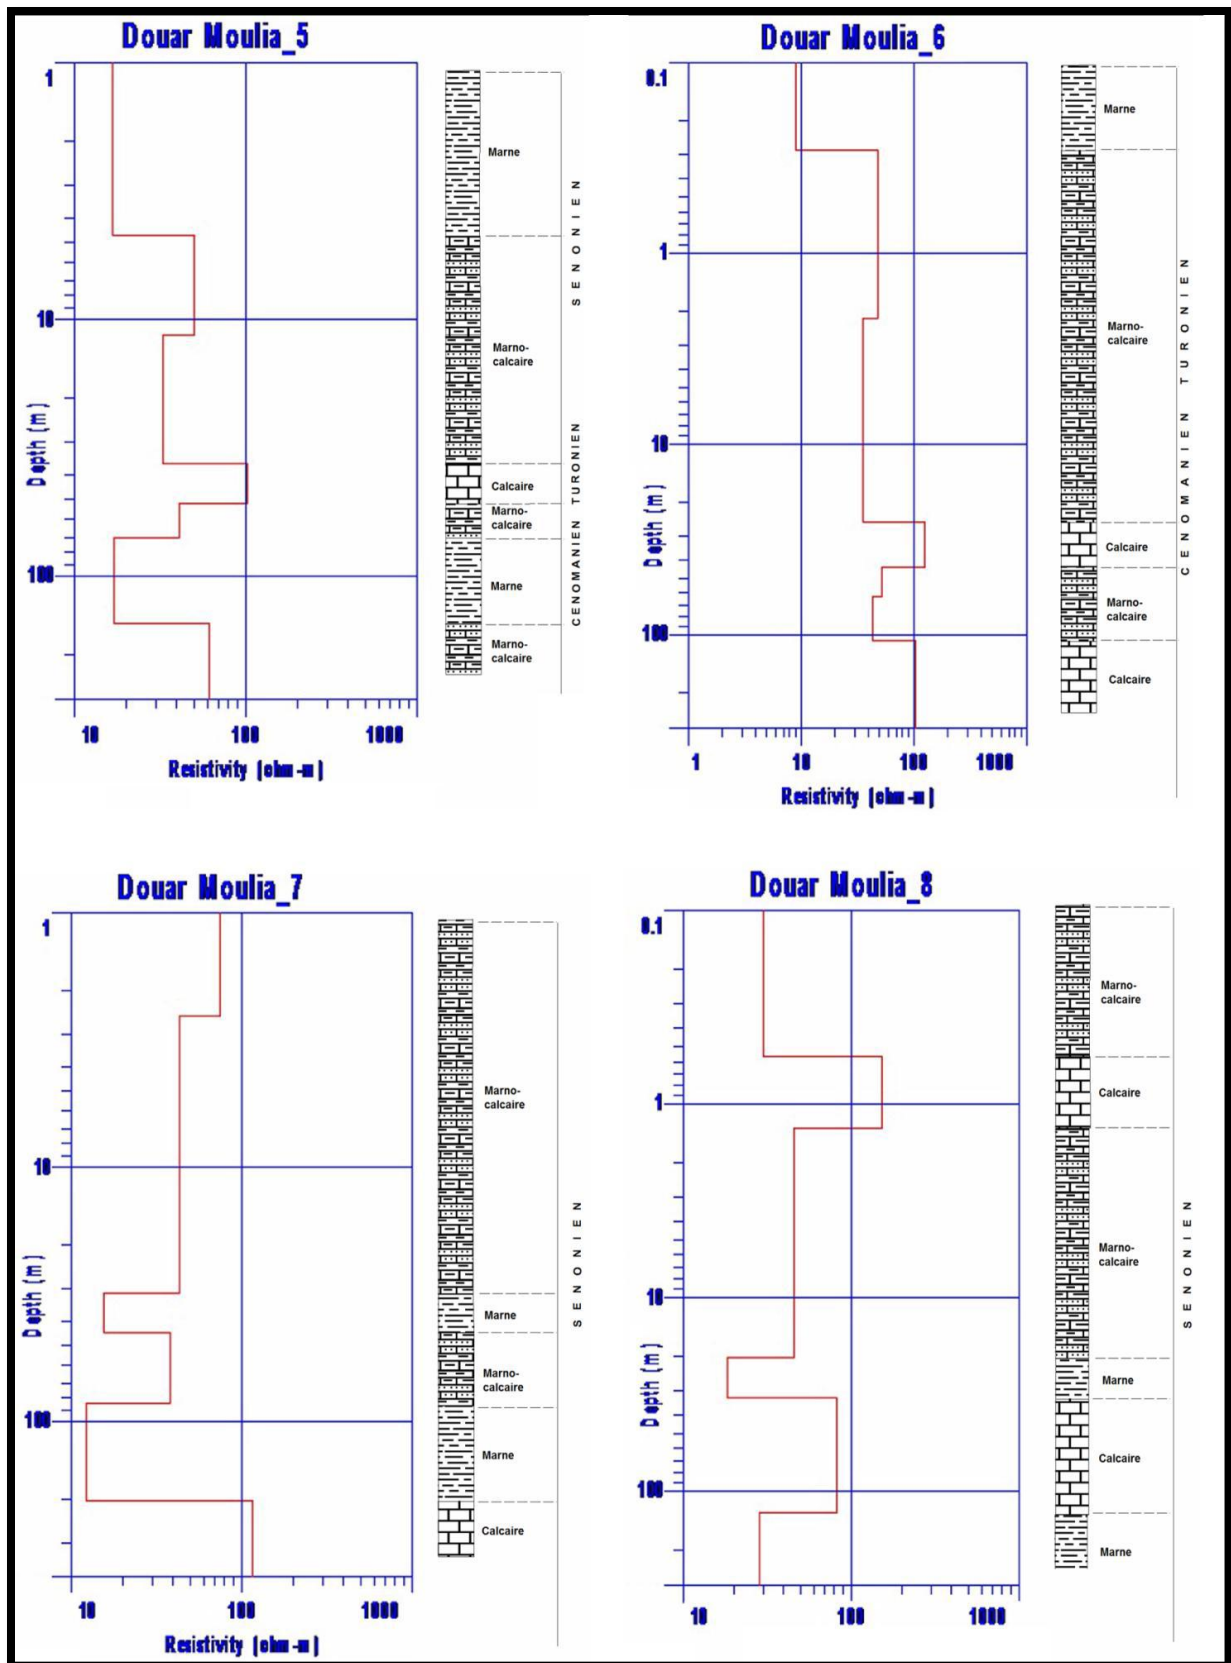 Douar Moulia_5
1
10
100
Depth (m)
10
100
1000
Resistivity (ohm-m)
Marne
Marno-
calcaire
Calcaire
Marno-
calcaire
Marne
Marno-
calcaire
SENONIEN
CENOMANIEN TURONIEN
Douar Moulia_6
0.1
1
10
100
Depth (m)
1
10
100
1000
Resistivity (ohm-m)
Marne
Marno-
calcaire
Calcaire
Marno-
calcaire
Calcaire
CENOMANIEN TURONIEN
Douar Moulia_7
1
10
100
Depth (m)
10
100
1000
Resistivity (ohm-m)
Marno-
calcaire
Marne
Marno-
calcaire
Marne
Calcaire
SENONIEN
Douar Moulia_8
0.1
1
10
100
Depth (m)
10
100
1000
Marno-
calcaire
Calcaire
Marno-
calcaire
Marne
Calcaire
Marne
SENONIEN